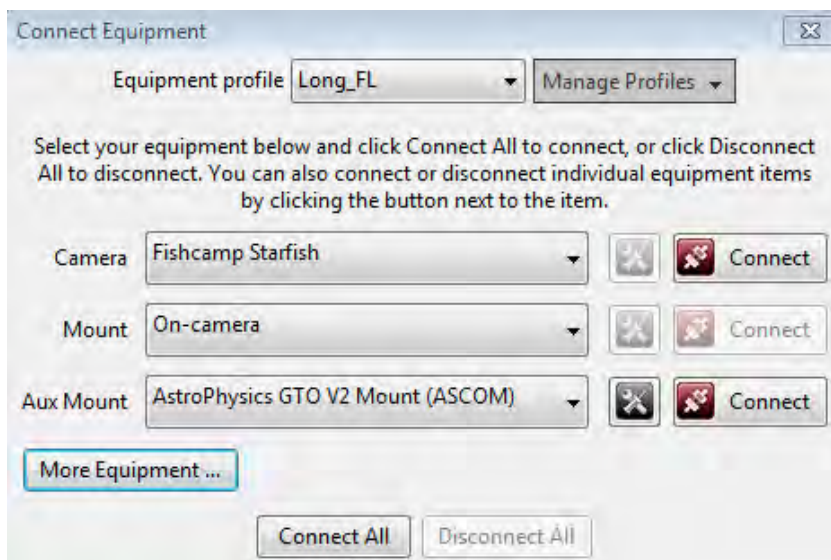 Connect Equipment
Equipment profile Long_FL Manage Profiles
Select your equipment below and click Connect All to connect, or click Disconnect
All to disconnect. You can also connect or disconnect individual equipment items
by clicking the button next to the item.
Camera Fishcamp Starfish Connect
Mount On-camera Connect
Aux Mount AstroPhysics GTO V2 Mount (ASCOM) Connect
More Equipment ...
Connect All Disconnect All